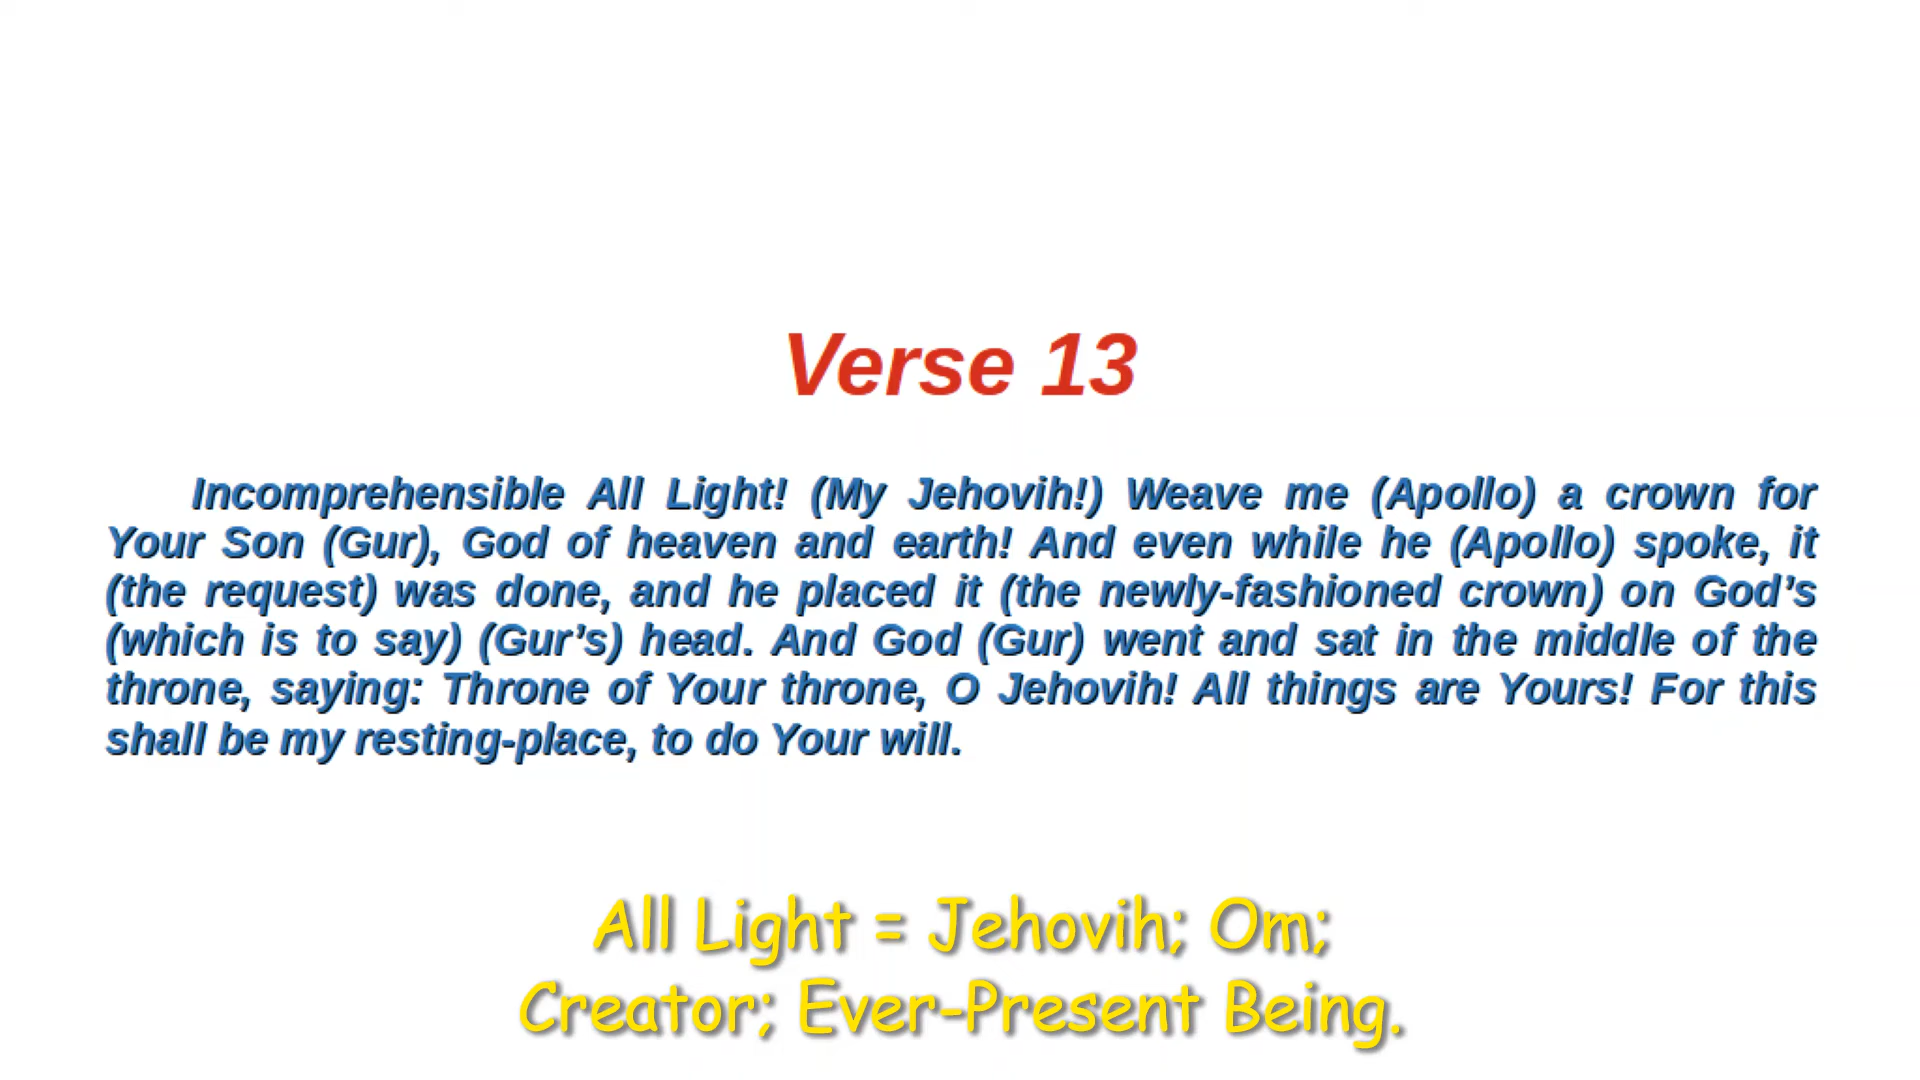 Verse 13
Incomprehensible All Light! (My Jehovih!) Weave me (Apollo) a crown for
Your Son (Gur), God of heaven and earth! And even while he (Apollo) spoke, it
(the request) was done, and he placed it (the newly-fashioned crown) on God’s
(which is to say) (Gur’s) head. And God (Gur) went and sat in the middle of the
throne, saying: Throne of Your throne, O Jehovih! All things are Yours! For this
shall be my resting-place, to do Your will.
All Light = Jehovih; Om;
Creator; Ever-Present Being.